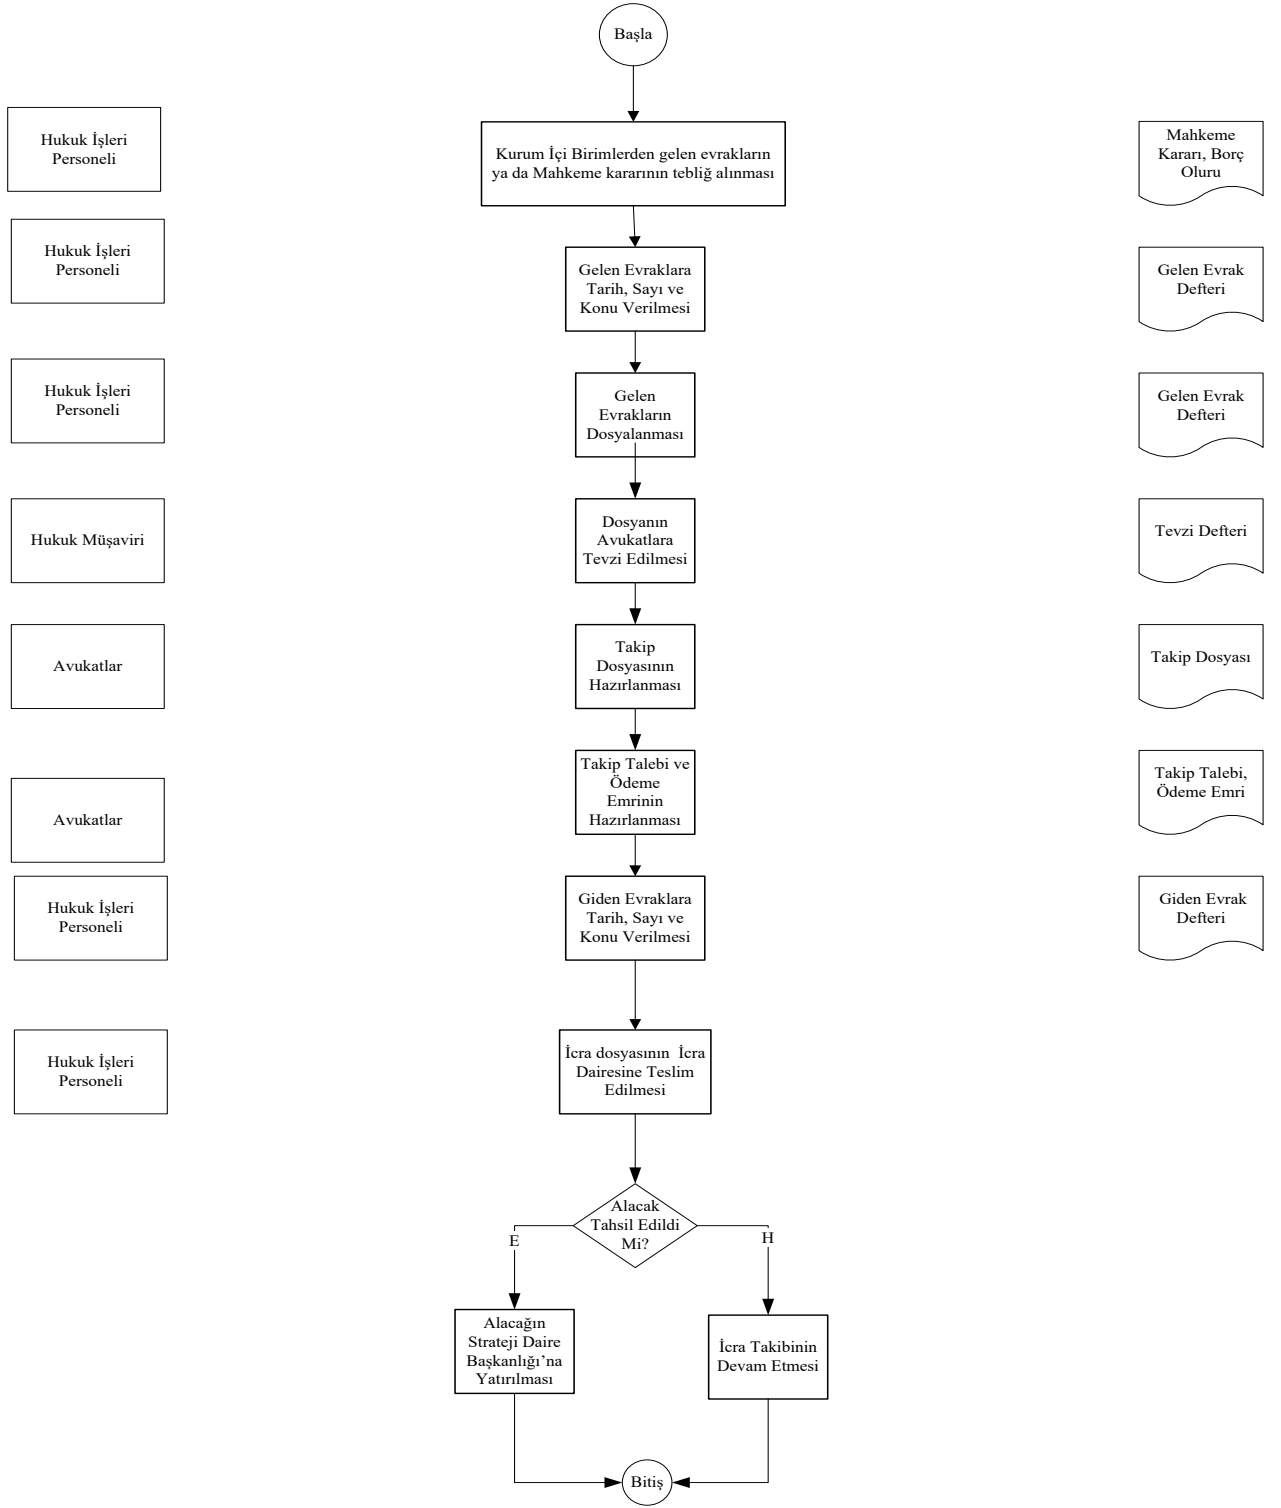 Başla
Hukuk İşleri
Personeli
Kurum İçi Birimlerden gelen evrakların
ya da Mahkeme kararının tebliğ alınması
Mahkeme
Kararı, Borç
Oluru
Hukuk İşleri
Personeli
Gelen Evraklara
Tarih, Sayı ve
Konu Verilmesi
Gelen Evrak
Defteri
Hukuk İşleri
Personeli
Gelen
Evrakların
Dosyalanması
Gelen Evrak
Defteri
Hukuk Müşaviri
Dosyanın
Avukatlara
Tevzi Edilmesi
Tevzi Defteri
Avukatlar
Takip
Dosyasının
Hazırlanması
Takip Dosyası
Avukatlar
Takip Talebi ve
Ödeme
Emrinin
Hazırlanması
Takip Talebi,
Ödeme Emri
Hukuk İşleri
Personeli
Giden Evraklara
Tarih, Sayı ve
Konu Verilmesi
Giden Evrak
Defteri
Hukuk İşleri
Personeli
İcra dosyasının İcra
Dairesine Teslim
Edilmesi
Alacak
Tahsil Edildi
Mi?
E
H
Alacağın
Strateji Daire
Başkanlığı’na
Yatırılması
İcra Takibinin
Devam Etmesi
Bitiş